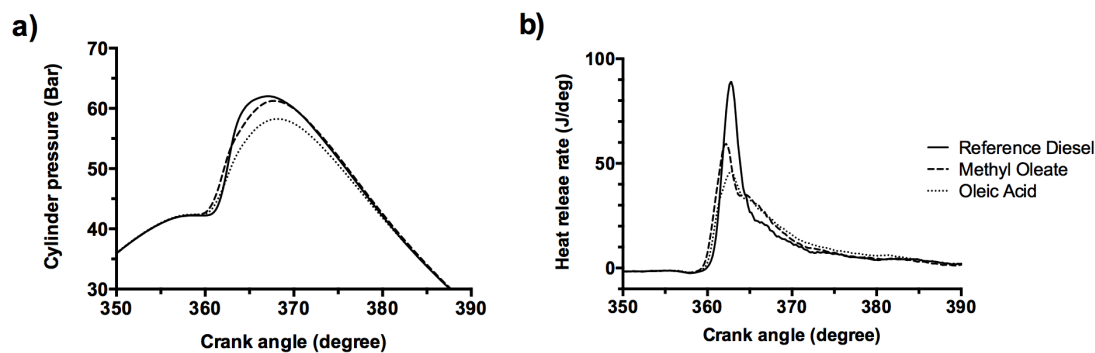 a)
70
60
50
40
30
Cylinder pressure (Bar)
350 360 370 380 390
Crank angle (degree)
b)
100
50
0
Heat releae rate (J/deg)
350 360 370 380 390
Crank angle (degree)
Reference Diesel
Methyl Oleate
Oleic Acid